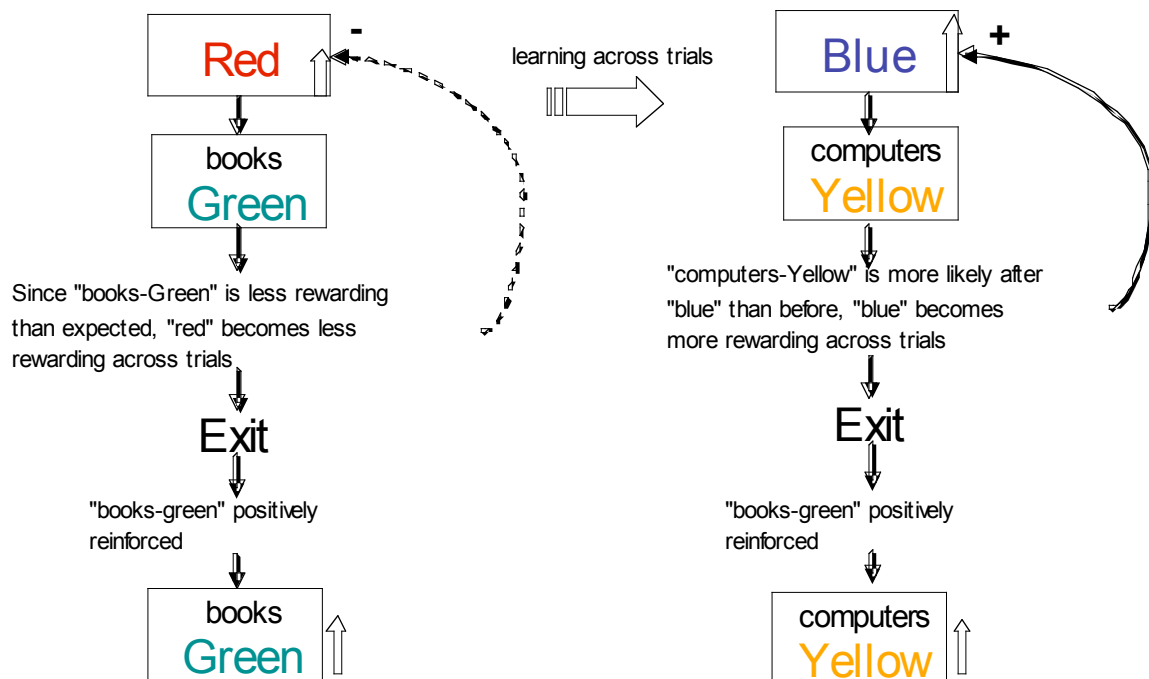 -
Red
books
Green
Since "books-Green" is less rewarding
than expected, "red" becomes less
rewarding across trials
Exit
"books-green" positively
reinforced
books
Green
learning across trials
+
Blue
computers
Yellow
"computers-Yellow" is more likely after
"blue" than before, "blue" becomes
more rewarding across trials
Exit
"books-green" positively
reinforced
computers
Yellow